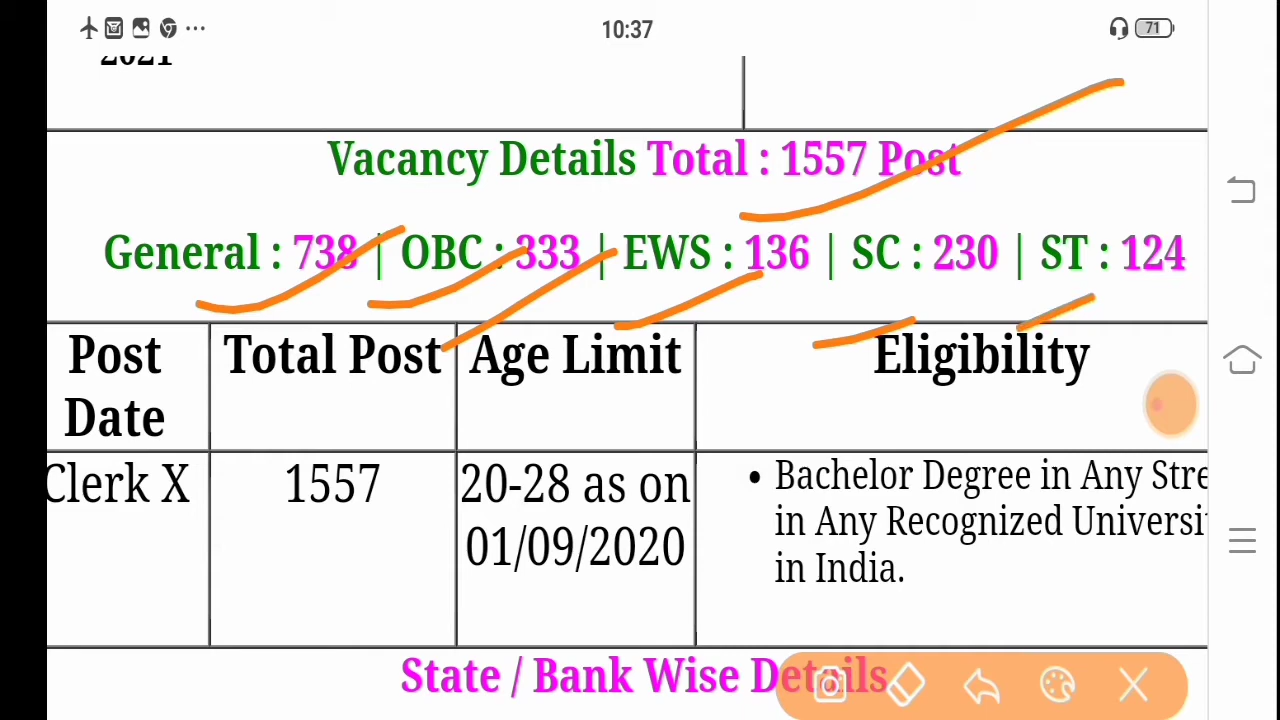 10:37
71
2021
Vacancy Details Total : 1557 Post
General : 738 | OBC : 333 | EWS : 136 | SC : 230 | ST : 124
Post Date
Total Post
Age Limit
Eligibility
Clerk X
1557
20-28 as on
01/09/2020
• Bachelor Degree in Any Stre
in Any Recognized Universit
in India.
State / Bank Wise Details